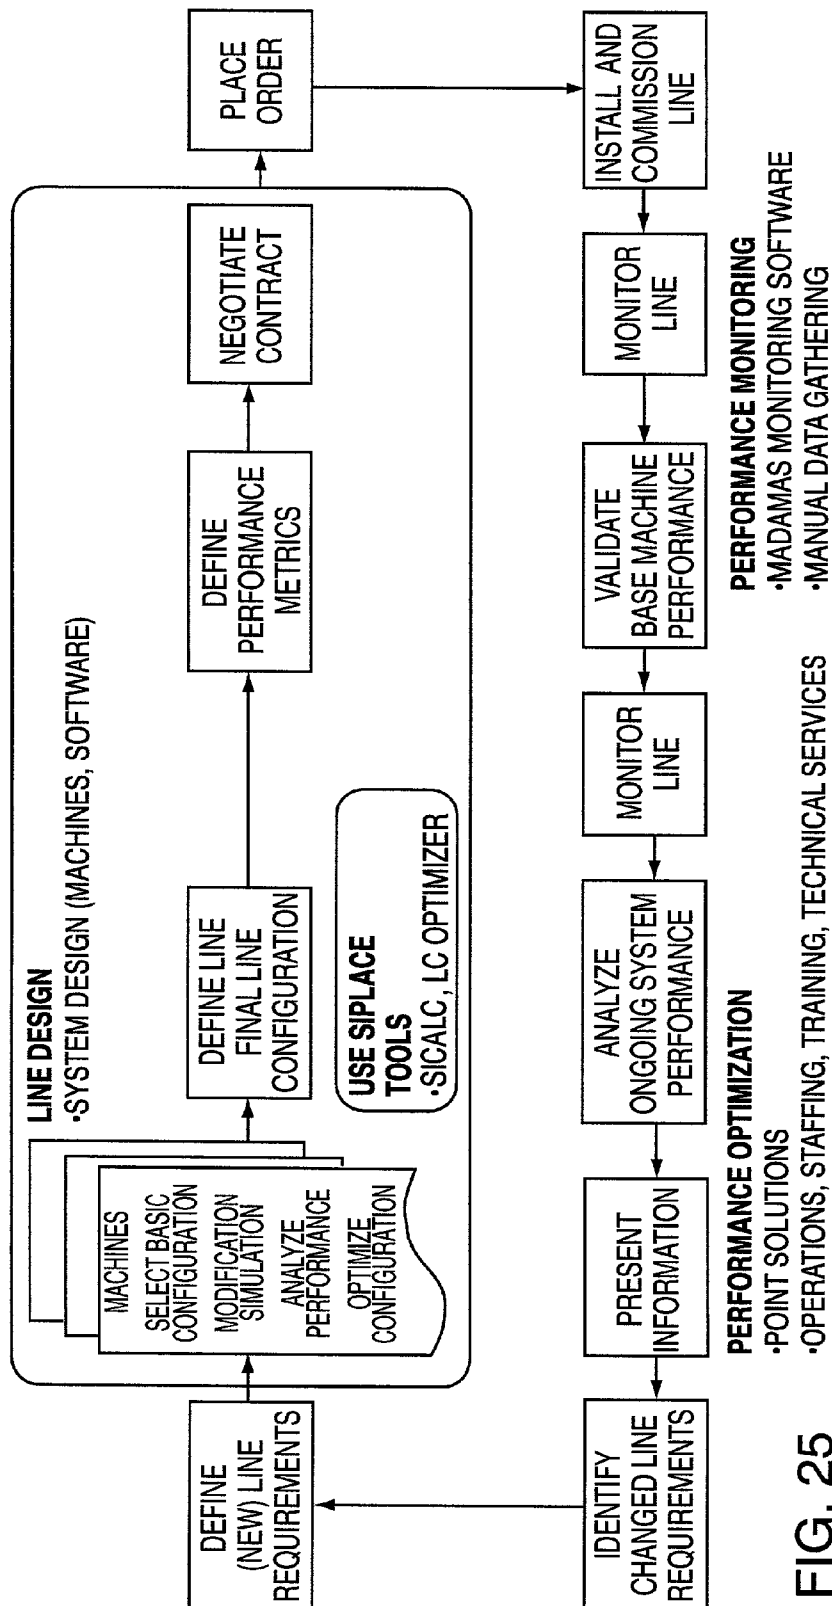 LINE DESIGN
•SYSTEM DESIGN (MACHINES, SOFTWARE)
DEFINE
(NEW) LINE
REQUIREMENTS
MACHINES
SELECT BASIC
CONFIGURATION
MODIFICATION
SIMULATION
ANALYZE
PERFORMANCE
OPTIMIZE
CONFIGURATION
DEFINE LINE
FINAL LINE
CONFIGURATION
DEFINE
PERFORMANCE
METRICS
NEGOTIATE
CONTRACT
PLACE
ORDER
USE SIPLACE
TOOLS
•SICALC, LC OPTIMIZER
INSTALL AND
COMMISSION
LINE
MONITOR
LINE
VALIDATE
BASE MACHINE
PERFORMANCE
MONITOR
LINE
ANALYZE
ONGOING SYSTEM
PERFORMANCE
PRESENT
INFORMATION
IDENTIFY
CHANGED LINE
REQUIREMENTS
PERFORMANCE OPTIMIZATION
•POINT SOLUTIONS
•OPERATIONS, STAFFING, TRAINING, TECHNICAL SERVICES
PERFORMANCE MONITORING
•MADAMAS MONITORING SOFTWARE
•MANUAL DATA GATHERING
FIG. 25